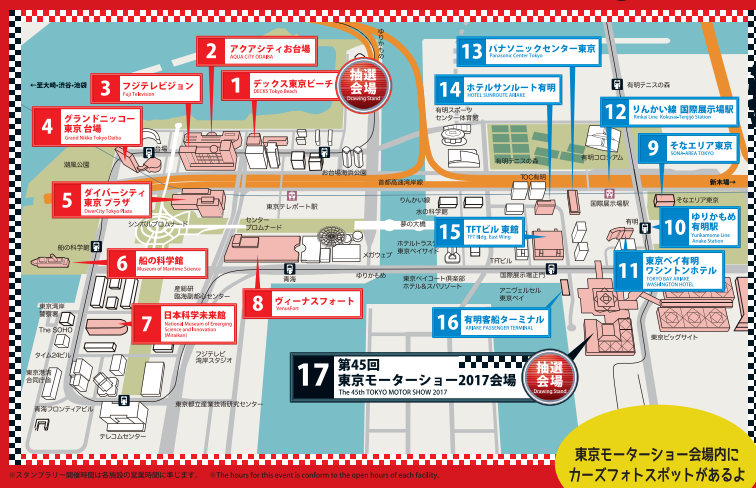 2 アクアシティお台場
AQUA CITY ODAIBA
13 パナソニックセンター東京
Panasonic Center Tokyo
ゆりかもめ
←至大崎・渋谷・池袋
3 フジテレビジョン
Fuji Television
1 デックス東京ビーチ
DECKS Tokyo Beach
抽選会場
Drawing Stand
14 ホテルサンルート有明
HOTEL SUNROUTE ARIAKE
有明テニスの森
12 りんかい線 国際展示場駅
Rinkai Line Kokusai-Tenjijō Station
4 グランドニッコー東京 台場
Grand Nikko Tokyo Daiba
有明スポーツセンター体育館
台場
お台場海浜公園
有明テニスの森
有明コロシアム
9 そなエリア東京
SONA-AREA TOKYO
潮風公園
首都高速湾岸線
TOC有明
新木場→
5 ダイバーシティ東京 プラザ
DiverCity Tokyo Plaza
東京テレポート駅
りんかい線
水の科学館
国際展示場駅
そなエリア東京
シンボルプロムナード
センタープロムナード
夢の大橋
15 TFTビル 東館
TFT Bldg. East Wing
有明
10 ゆりかもめ有明駅
Yurikamome Line Ariake Station
船の科学館
6 船の科学館
Museum of Maritime Science
メガウェブ
ホテルトラスティ東京ベイサイド
TFTビル
11 東京ベイ有明ワシントンホテル
TOKYO BAY ARIAKE WASHINGTON HOTEL
青海
ゆりかもめ
東京ベイコート倶楽部ホテル&スパリゾート
国際展示場正門
産総研
臨海副都心センター
8 ヴィーナスフォート
VenusFort
アニヴェルセル東京ベイ
東京湾岸警察署
7 日本科学未来館
National Museum of Emerging Science and Innovation (Miraikan)
16 有明客船ターミナル
ARIAKE PASSENGER TERMINAL
The SOHO
東京ビッグサイト
タイム24ビル
フジテレビ湾岸スタジオ
17 第45回
東京モーターショー2017会場
The 45th TOKYO MOTOR SHOW 2017
抽選会場
Drawing Stand
東京港湾合同庁舎
青海フロンティアビル
東京都立産業技術研究センター
テレコムセンター
東京モーターショー会場内に
カーズフォトスポットがあるよ
※スタンプラリー開催時間は各施設の営業時間に準じます。 ※The hours for this event is conform to the open hours of each facility.